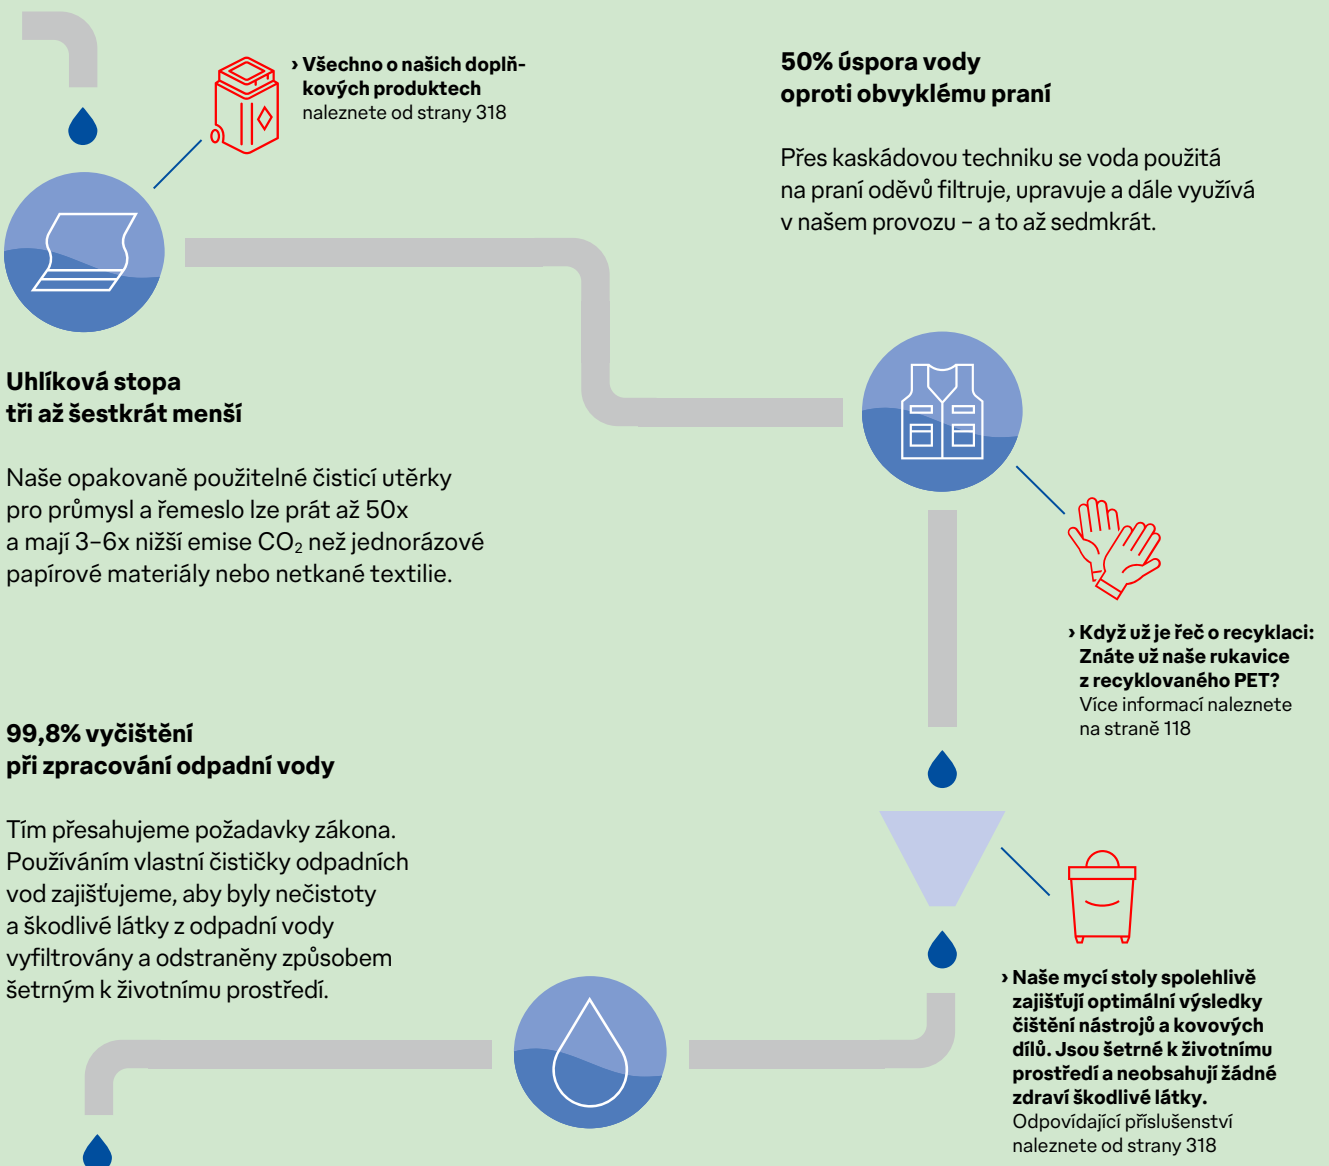 › Všechno o našich doplň-
kových produktech
naleznete od strany 318
50% úspora vody
oproti obvyklému praní
Přes kaskádovou techniku se voda použitá
na praní oděvů filtruje, upravuje a dále využívá
v našem provozu – a to až sedmkrát.
Uhlíková stopa
tři až šestkrát menší
Naše opakovaně použitelné čisticí utěrky
pro průmysl a řemeslo lze prát až 50x
a mají 3–6x nižší emise CO₂ než jednorázové
papírové materiály nebo netkané textilie.
› Když už je řeč o recyklaci:
Znáte už naše rukavice
z recyklovaného PET?
Více informací naleznete
na straně 118
99,8% vyčištění
při zpracování odpadní vody
Tím přesahujeme požadavky zákona.
Používáním vlastní čističky odpadních
vod zajišťujeme, aby byly nečistoty
a škodlivé látky z odpadní vody
vyfiltrovány a odstraněny způsobem
šetrným k životnímu prostředí.
› Naše mycí stoly spolehlivě
zajišťují optimální výsledky
čištění nástrojů a kovových
dílů. Jsou šetrné k životnímu
prostředí a neobsahují žádné
zdraví škodlivé látky.
Odpovídající příslušenství
naleznete od strany 318